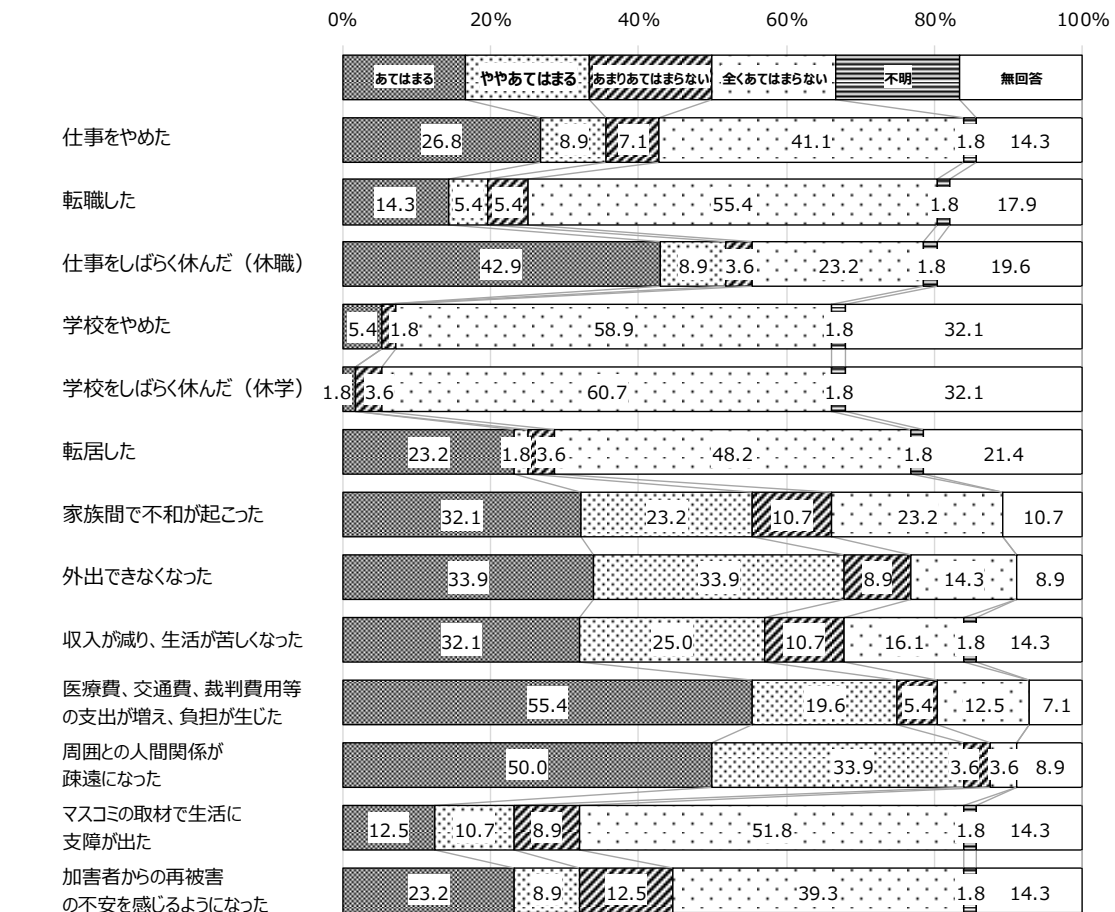 0% 20% 40% 60% 80% 100%
あてはまる ややあてはまる あまりあてはまらない 全くあてはまらない 不明 無回答
仕事をやめた 26.8 8.9 7.1 41.1 1.8 14.3
転職した 14.3 5.4 5.4 55.4 1.8 17.9
仕事をしばらく休んだ（休職） 42.9 8.9 3.6 23.2 1.8 19.6
学校をやめた 5.4 1.8 58.9 1.8 32.1
学校をしばらく休んだ（休学） 1.8 3.6 60.7 1.8 32.1
転居した 23.2 1.8 3.6 48.2 1.8 21.4
家族間で不和が起こった 32.1 23.2 10.7 23.2 10.7
外出できなくなった 33.9 33.9 8.9 14.3 8.9
収入が減り、生活が苦しくなった 32.1 25.0 10.7 16.1 1.8 14.3
医療費、交通費、裁判費用等
の支出が増え、負担が生じた 55.4 19.6 5.4 12.5 7.1
周囲との人間関係が
疎遠になった 50.0 33.9 3.6 3.6 8.9
マスコミの取材で生活に
支障が出た 12.5 10.7 8.9 51.8 1.8 14.3
加害者からの再被害
の不安を感じるようになった 23.2 8.9 12.5 39.3 1.8 14.3